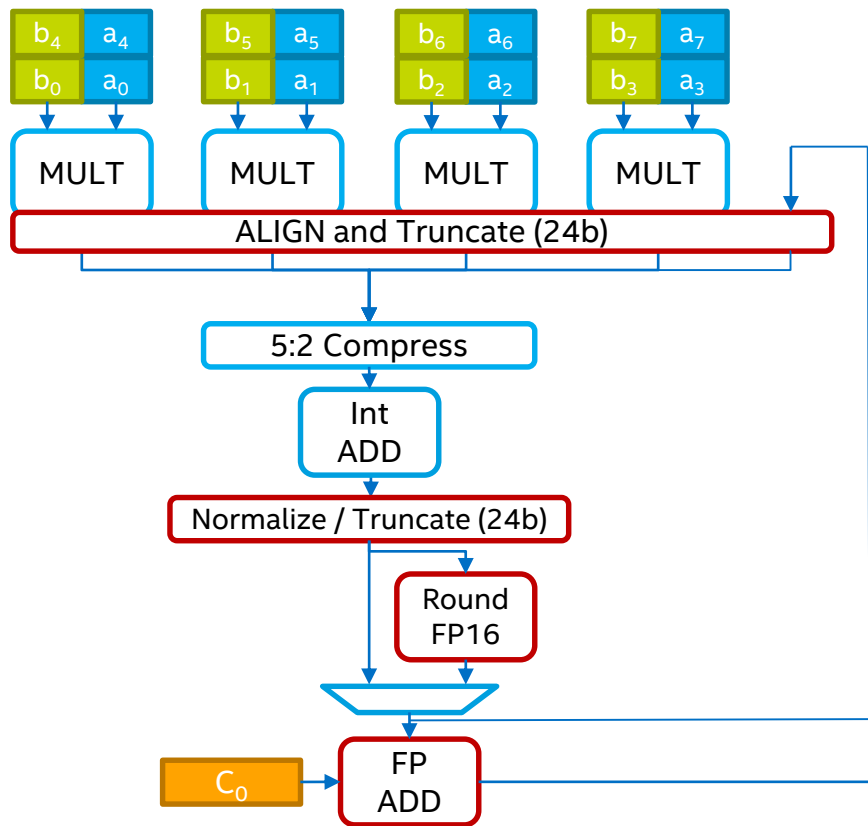 b4 a4 b5 a5 b6 a6 b7 a7
b0 a0 b1 a1 b2 a2 b3 a3
MULT MULT MULT MULT
ALIGN and Truncate (24b)
5:2 Compress
Int
ADD
Normalize / Truncate (24b)
Round
FP16
C0
FP
ADD